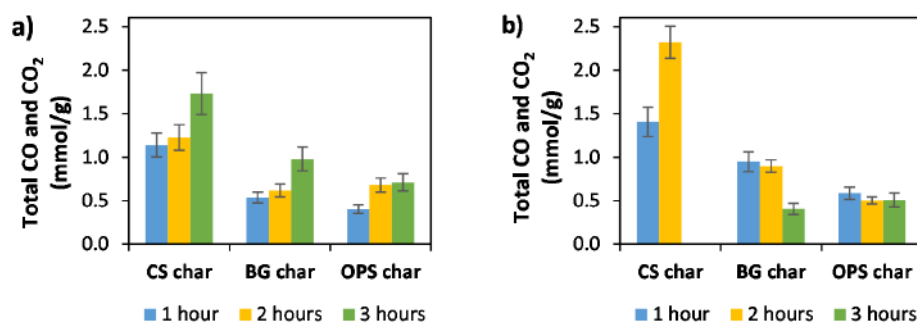 a)
Total CO and CO2
(mmol/g)
2.5
2.0
1.5
1.0
0.5
0.0
CS char BG char OPS char
1 hour 2 hours 3 hours
b)
Total CO and CO2
(mmol/g)
2.5
2.0
1.5
1.0
0.5
0.0
CS char BG char OPS char
1 hour 2 hours 3 hours